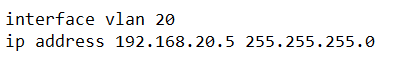 interface vlan 20
ip address 192.168.20.5 255.255.255.0